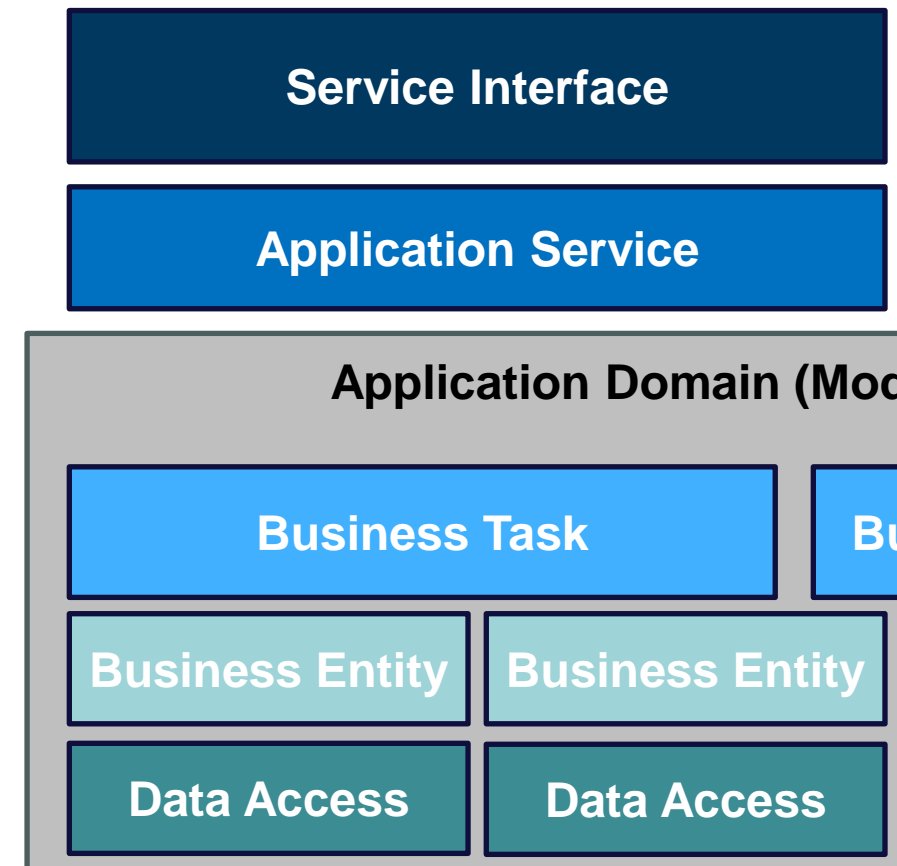 Service Interface
Application Service
Application Domain (Mod
Business Task
Bu
Business Entity
Business Entity
Data Access
Data Access